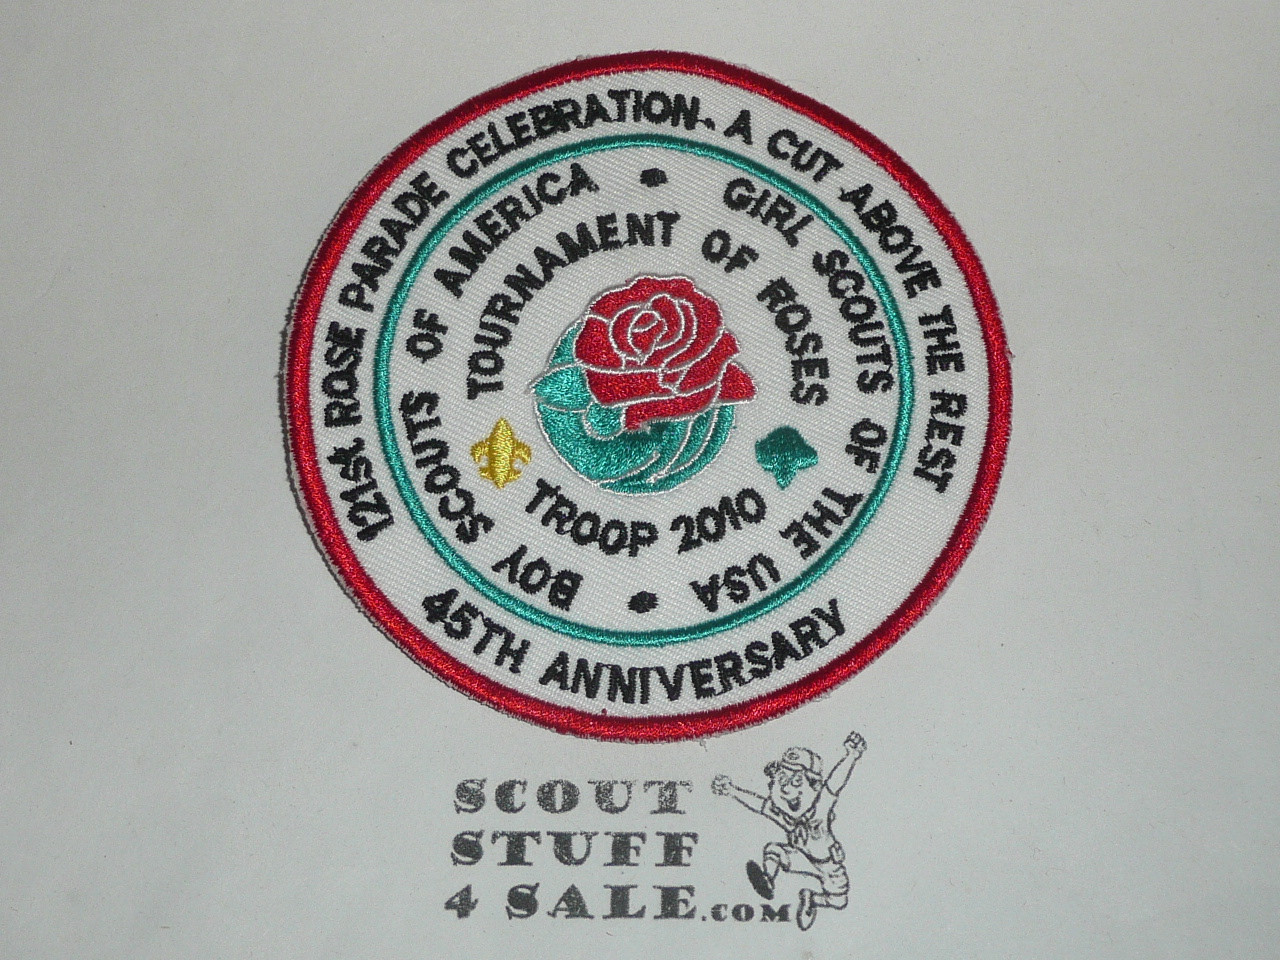 121st ROSE PARADE CELEBRATION - A CUT ABOVE THE REST
BOY SCOUTS OF AMERICA • GIRL SCOUTS OF THE USA •
TOURNAMENT OF ROSES
TROOP 2010
45TH ANNIVERSARY
SCOUT
STUFF
4 SALE.COM